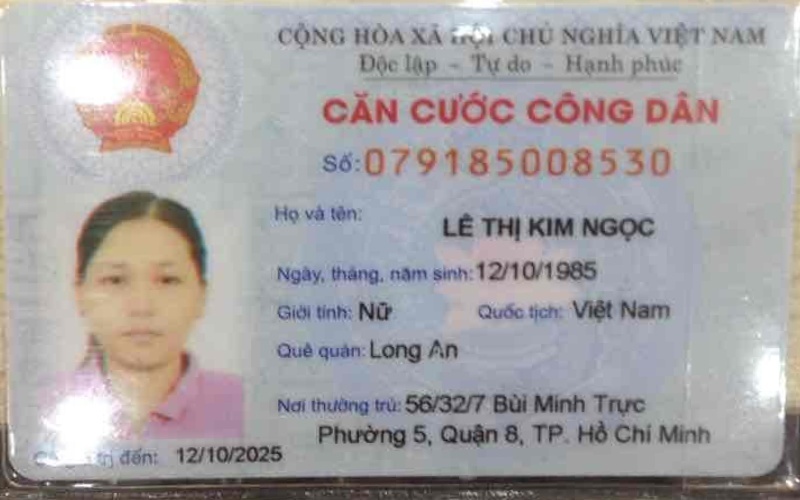 CỘNG HÒA XÃ HỘI CHỦ NGHĨA VIỆT NAM
Độc lập - Tự do - Hạnh phúc
CĂN CƯỚC CÔNG DÂN
Số: 079185008530
Họ và tên: LÊ THỊ KIM NGỌC
Ngày, tháng, năm sinh: 12/10/1985
Giới tính: Nữ Quốc tịch: Việt Nam
Quê quán: Long An
Nơi thường trú: 56/32/7 Bùi Minh Trực
Phường 5, Quận 8, TP. Hồ Chí Minh
trị đến: 12/10/2025